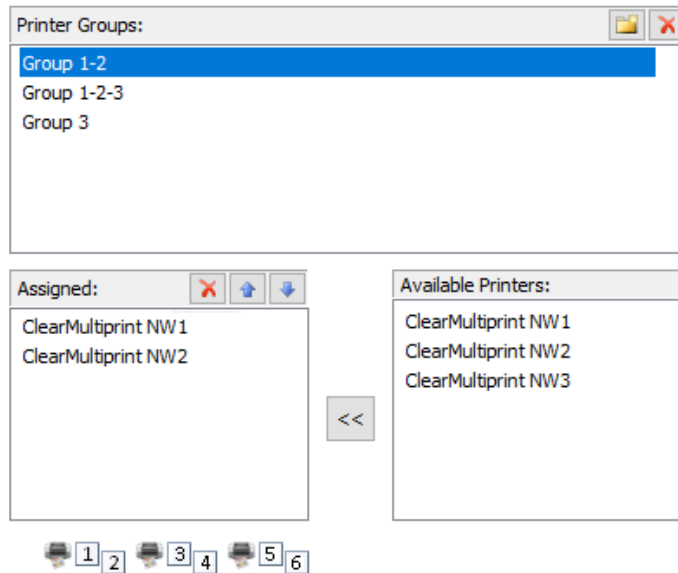 Printer Groups:
Group 1-2
Group 1-2-3
Group 3
Assigned:
ClearMultiprint NW1
ClearMultiprint NW2
<<
Available Printers:
ClearMultiprint NW1
ClearMultiprint NW2
ClearMultiprint NW3
1 2 3 4 5 6